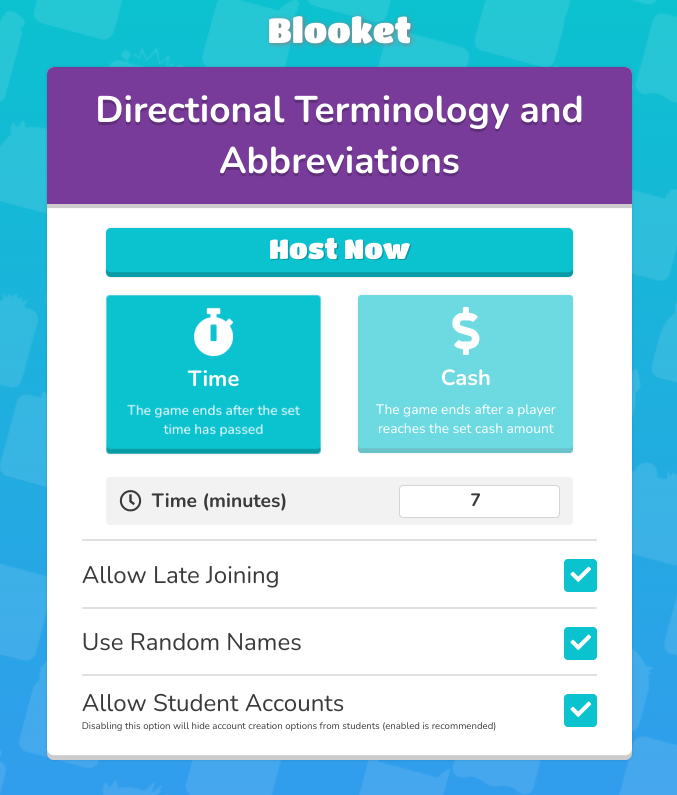 Blooket
Directional Terminology and
Abbreviations
Host Now
Time
The game ends after the set
time has passed
Cash
The game ends after a player
reaches the set cash amount
Time (minutes)
7
Allow Late Joining
Use Random Names
Allow Student Accounts
Disabling this option will hide account creation options from students (enabled is recommended)